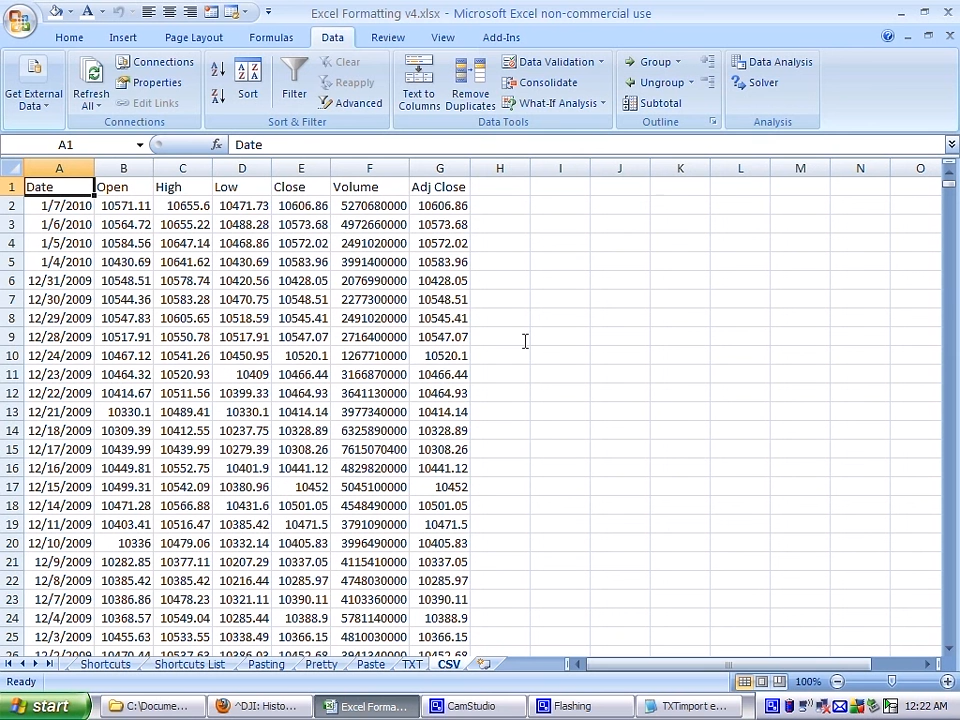 Excel Formatting v4.xlsx - Microsoft Excel non-commercial use
Home Insert Page Layout Formulas Data Review View Add-Ins
Get External Data
Refresh All
Connections
Properties
Edit Links
Connections
Sort
Filter
Clear
Reapply
Advanced
Sort & Filter
Text to Columns
Remove Duplicates
Data Validation
Consolidate
What-If Analysis
Data Tools
Group
Ungroup
Subtotal
Outline
Data Analysis
Solver
Analysis
A1 fx Date
A B C D E F G H I J K L M N O
1 Date Open High Low Close Volume Adj Close
2 1/7/2010 10571.11 10655.6 10471.73 10606.86 5270680000 10606.86
3 1/6/2010 10564.72 10655.22 10488.28 10573.68 4972660000 10573.68
4 1/5/2010 10584.56 10647.14 10468.86 10572.02 2491020000 10572.02
5 1/4/2010 10430.69 10641.62 10430.69 10583.96 3991400000 10583.96
6 12/31/2009 10548.51 10578.74 10420.56 10428.05 2076990000 10428.05
7 12/30/2009 10544.36 10583.28 10470.75 10548.51 2277300000 10548.51
8 12/29/2009 10547.83 10605.65 10518.59 10545.41 2491020000 10545.41
9 12/28/2009 10517.91 10550.78 10517.91 10547.07 2716400000 10547.07
10 12/24/2009 10467.12 10541.26 10450.95 10520.1 1267710000 10520.1
11 12/23/2009 10464.32 10520.93 10409 10466.44 3166870000 10466.44
12 12/22/2009 10414.67 10511.56 10399.33 10464.93 3641130000 10464.93
13 12/21/2009 10330.1 10489.41 10330.1 10414.14 3977340000 10414.14
14 12/18/2009 10309.39 10412.55 10237.75 10328.89 6325890000 10328.89
15 12/17/2009 10439.99 10439.99 10279.39 10308.26 7615070400 10308.26
16 12/16/2009 10449.81 10552.75 10401.9 10441.12 4829820000 10441.12
17 12/15/2009 10499.31 10542.09 10380.96 10452 5045100000 10452
18 12/14/2009 10471.28 10566.88 10431.6 10501.05 4548490000 10501.05
19 12/11/2009 10403.41 10516.47 10385.42 10471.5 3791090000 10471.5
20 12/10/2009 10336 10479.06 10332.14 10405.83 3996490000 10405.83
21 12/9/2009 10282.85 10377.11 10207.29 10337.05 4115410000 10337.05
22 12/8/2009 10385.42 10385.42 10216.44 10285.97 4748030000 10285.97
23 12/7/2009 10386.86 10478.23 10321.11 10390.11 4103360000 10390.11
24 12/4/2009 10368.57 10549.04 10285.44 10388.9 5781140000 10388.9
25 12/3/2009 10455.63 10533.55 10338.49 10366.15 4810030000 10366.15
Shortcuts Shortcuts List Pasting Pretty Paste TXT CSV
Ready 100%
start C:\Docume... ^DJI: Histo... Excel Forma... CamStudio Flashing TXTimport e... 12:22 AM